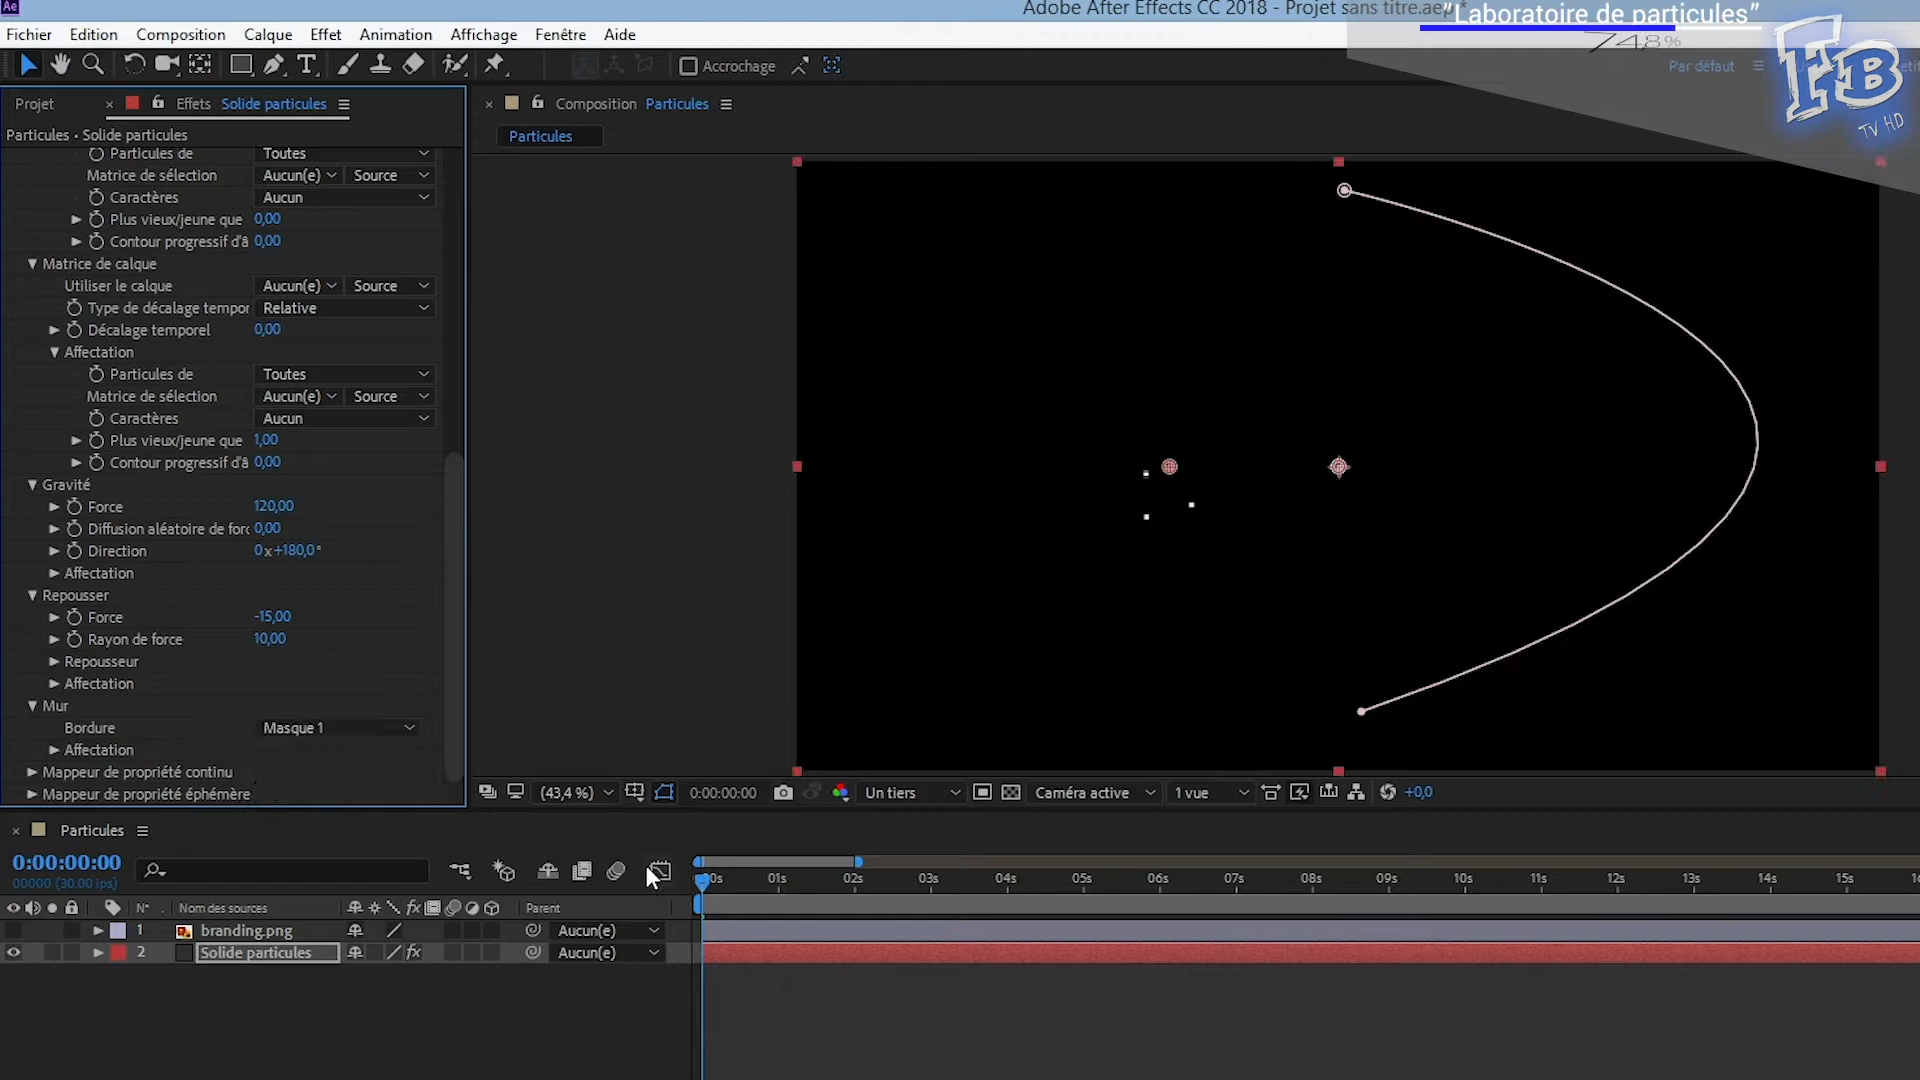 Ae
Adobe After Effects CC 2018 - Projet sans titre.aep *
"Laboratoire de particules"
74,8%
FB
TV HD
Fichier Edition Composition Calque Effet Animation Affichage Fenêtre Aide
Accrochage
Par défaut
Projet × Effets Solide particules
× Composition Particules
Particules
Particules • Solide particules
Particules de Toutes
Matrice de sélection Aucun(e) Source
Caractères Aucun
Plus vieux/jeune que 0,00
Contour progressif d'â 0,00
Matrice de calque
Utiliser le calque Aucun(e) Source
Type de décalage tempor Relative
Décalage temporel 0,00
Affectation
Particules de Toutes
Matrice de sélection Aucun(e) Source
Caractères Aucun
Plus vieux/jeune que 1,00
Contour progressif d'â 0,00
Gravité
Force 120,00
Diffusion aléatoire de forc 0,00
Direction 0x+180,0°
Affectation
Repousser
Force -15,00
Rayon de force 10,00
Repousseur
Affectation
Mur
Bordure Masque 1
Affectation
Mappeur de propriété continu
Mappeur de propriété éphémère
(43,4 %) 0:00:00:00 Un tiers Caméra active 1 vue +0,0
× Particules
0:00:00:00
00000 (30.00 ips)
0s 01s 02s 03s 04s 05s 06s 07s 08s 09s 10s 11s 12s 13s 14s 15s
N° Nom des sources fx Parent
1 branding.png Aucun(e)
2 Solide particules fx Aucun(e)